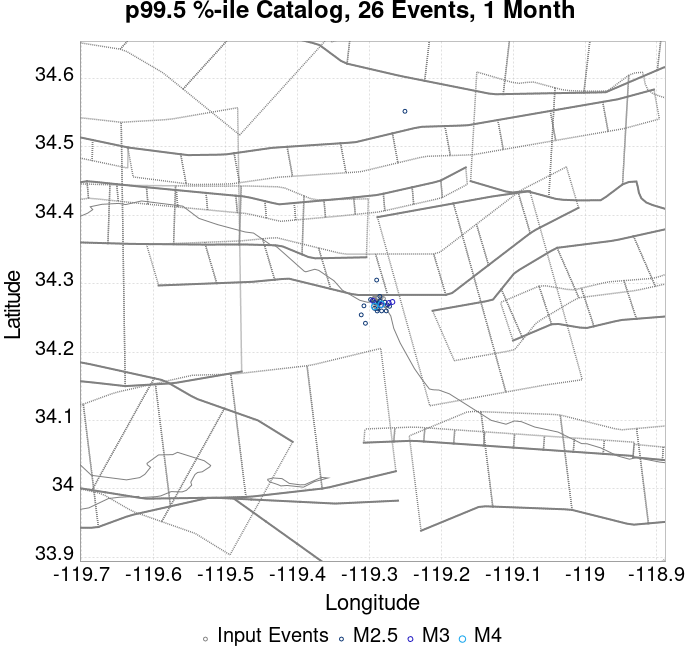 p99.5 %-ile Catalog, 26 Events, 1 Month
34.6
34.5
34.4
34.3
34.2
34.1
34
33.9
Latitude
-119.7 -119.6 -119.5 -119.4 -119.3 -119.2 -119.1 -119 -118.9
Longitude
Input Events M2.5 M3 M4